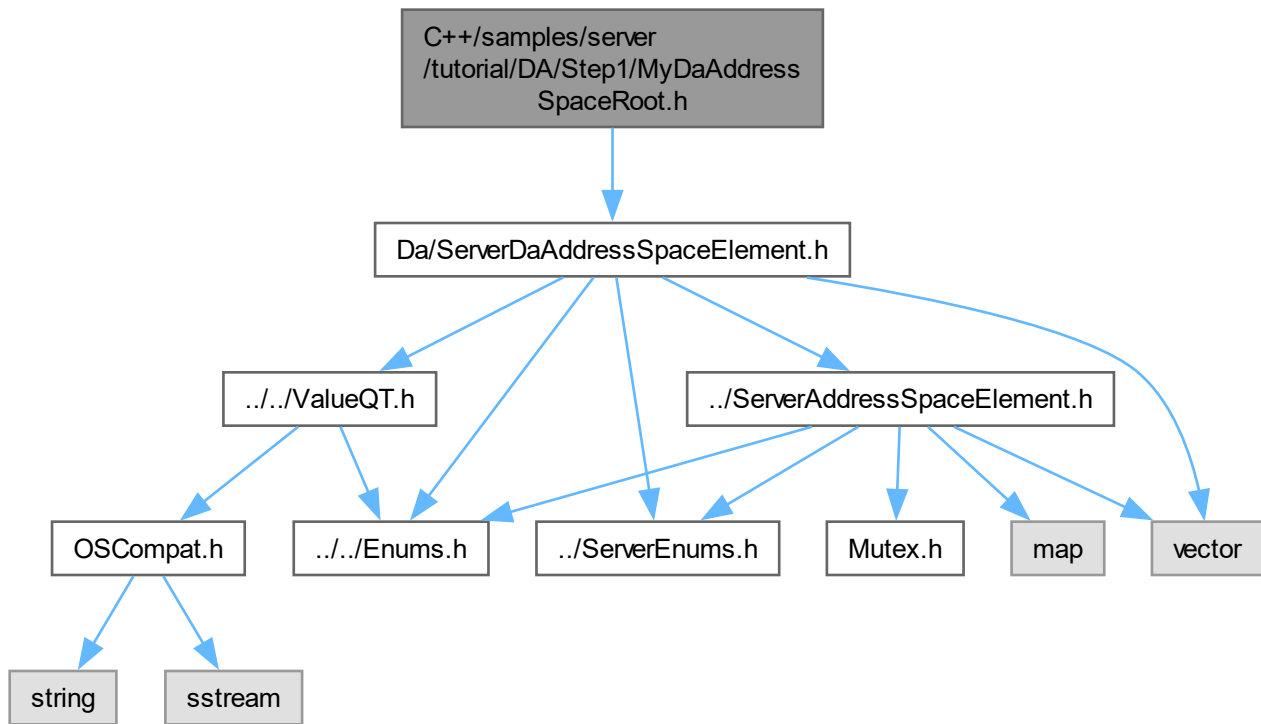 C++/samples/server
/tutorial/DA/Step1/MyDaAddress
SpaceRoot.h
Da/ServerDaAddressSpaceElement.h
../../ValueQT.h
../ServerAddressSpaceElement.h
OSCompat.h
../../Enums.h
../ServerEnums.h
Mutex.h
map
vector
string
sstream